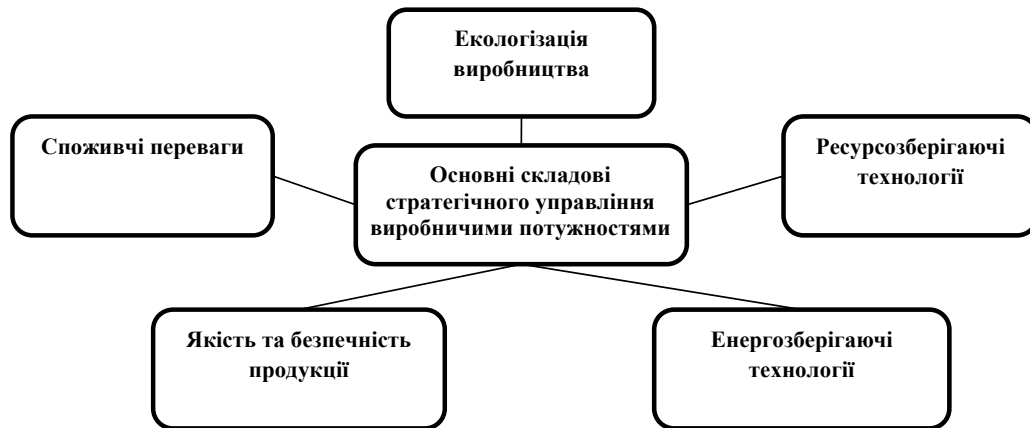 Екологізація
виробництва
Споживчі переваги
Основні складові
стратегічного управління
виробничими потужностями
Ресурсозберігаючі
технології
Якість та безпечність
продукції
Енергозберігаючі
технології